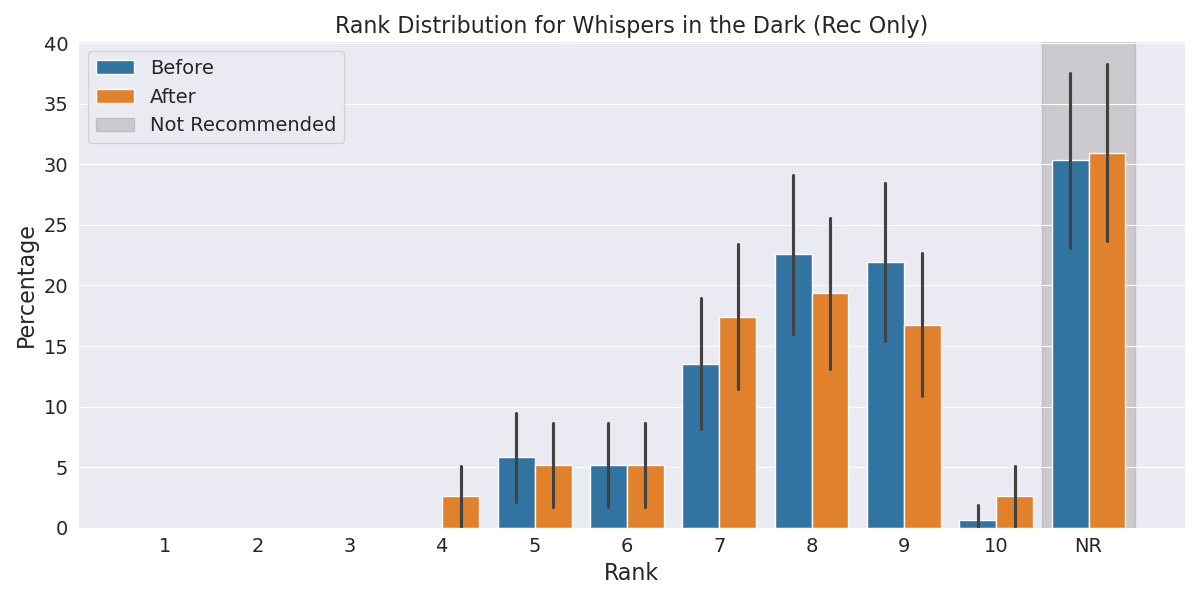 Rank Distribution for Whispers in the Dark (Rec Only)
Before
After
Not Recommended
Percentage
40
35
30
25
20
15
10
5
0
1 2 3 4 5 6 7 8 9 10 NR
Rank